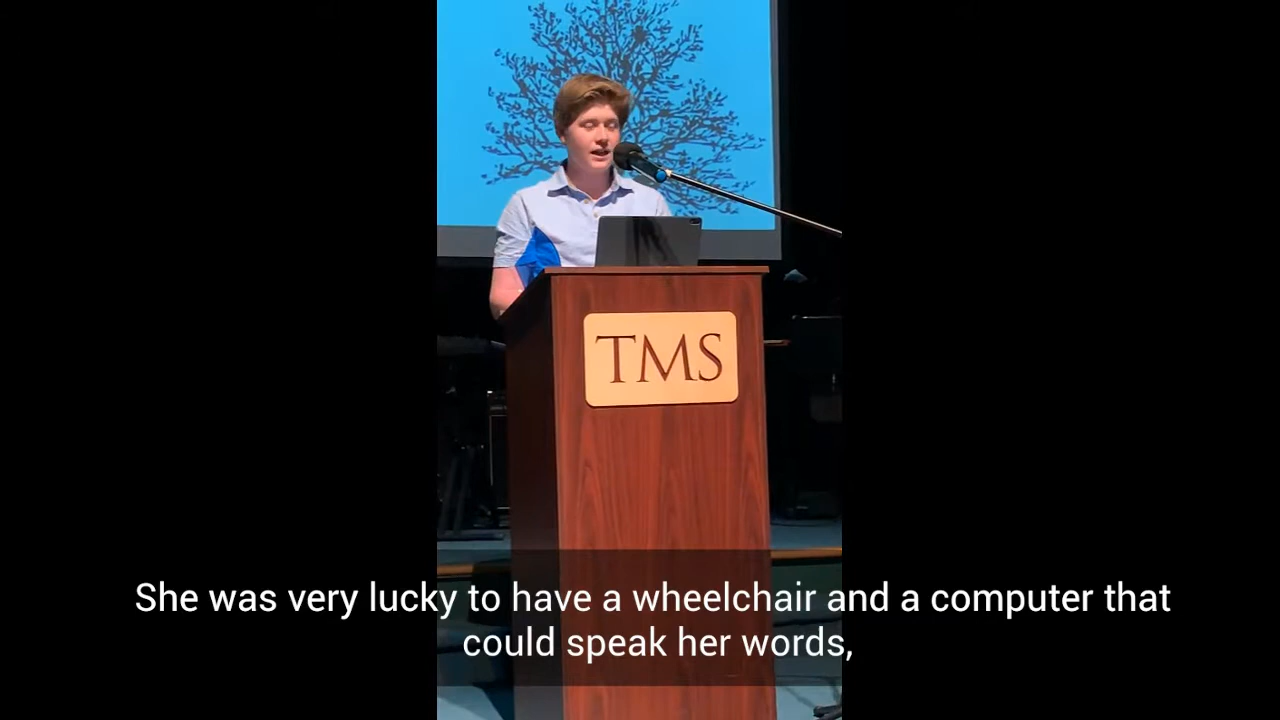 TMS
She was very lucky to have a wheelchair and a computer that
could speak her words,